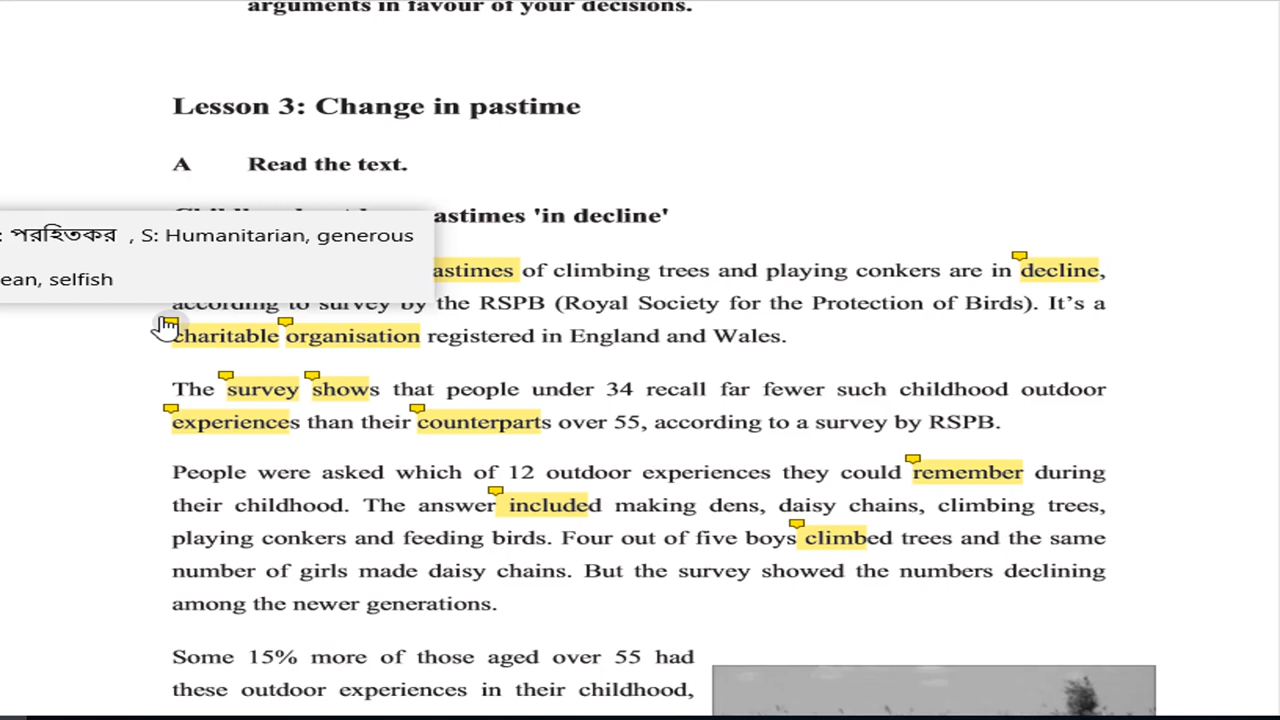 arguments in favour of your decisions.
Lesson 3: Change in pastime
A Read the text.
astimes 'in decline'
: পরহিতকর , S: Humanitarian, generous
ean, selfish
astimes of climbing trees and playing conkers are in decline,
according to survey by the RSPB (Royal Society for the Protection of Birds). It's a
charitable organisation registered in England and Wales.
The survey shows that people under 34 recall far fewer such childhood outdoor
experiences than their counterparts over 55, according to a survey by RSPB.
People were asked which of 12 outdoor experiences they could remember during
their childhood. The answer included making dens, daisy chains, climbing trees,
playing conkers and feeding birds. Four out of five boys climbed trees and the same
number of girls made daisy chains. But the survey showed the numbers declining
among the newer generations.
Some 15% more of those aged over 55 had
these outdoor experiences in their childhood,